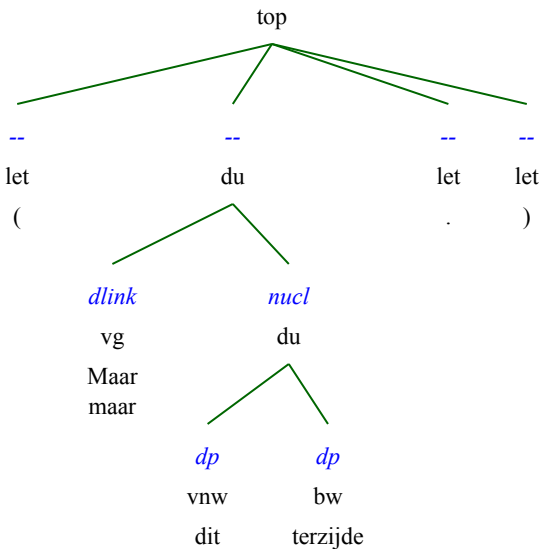 top
-- -- -- --
let du let let
( . )
dlink nucl
vg du
Maar
maar
dp dp
vnw bw
dit terzijde